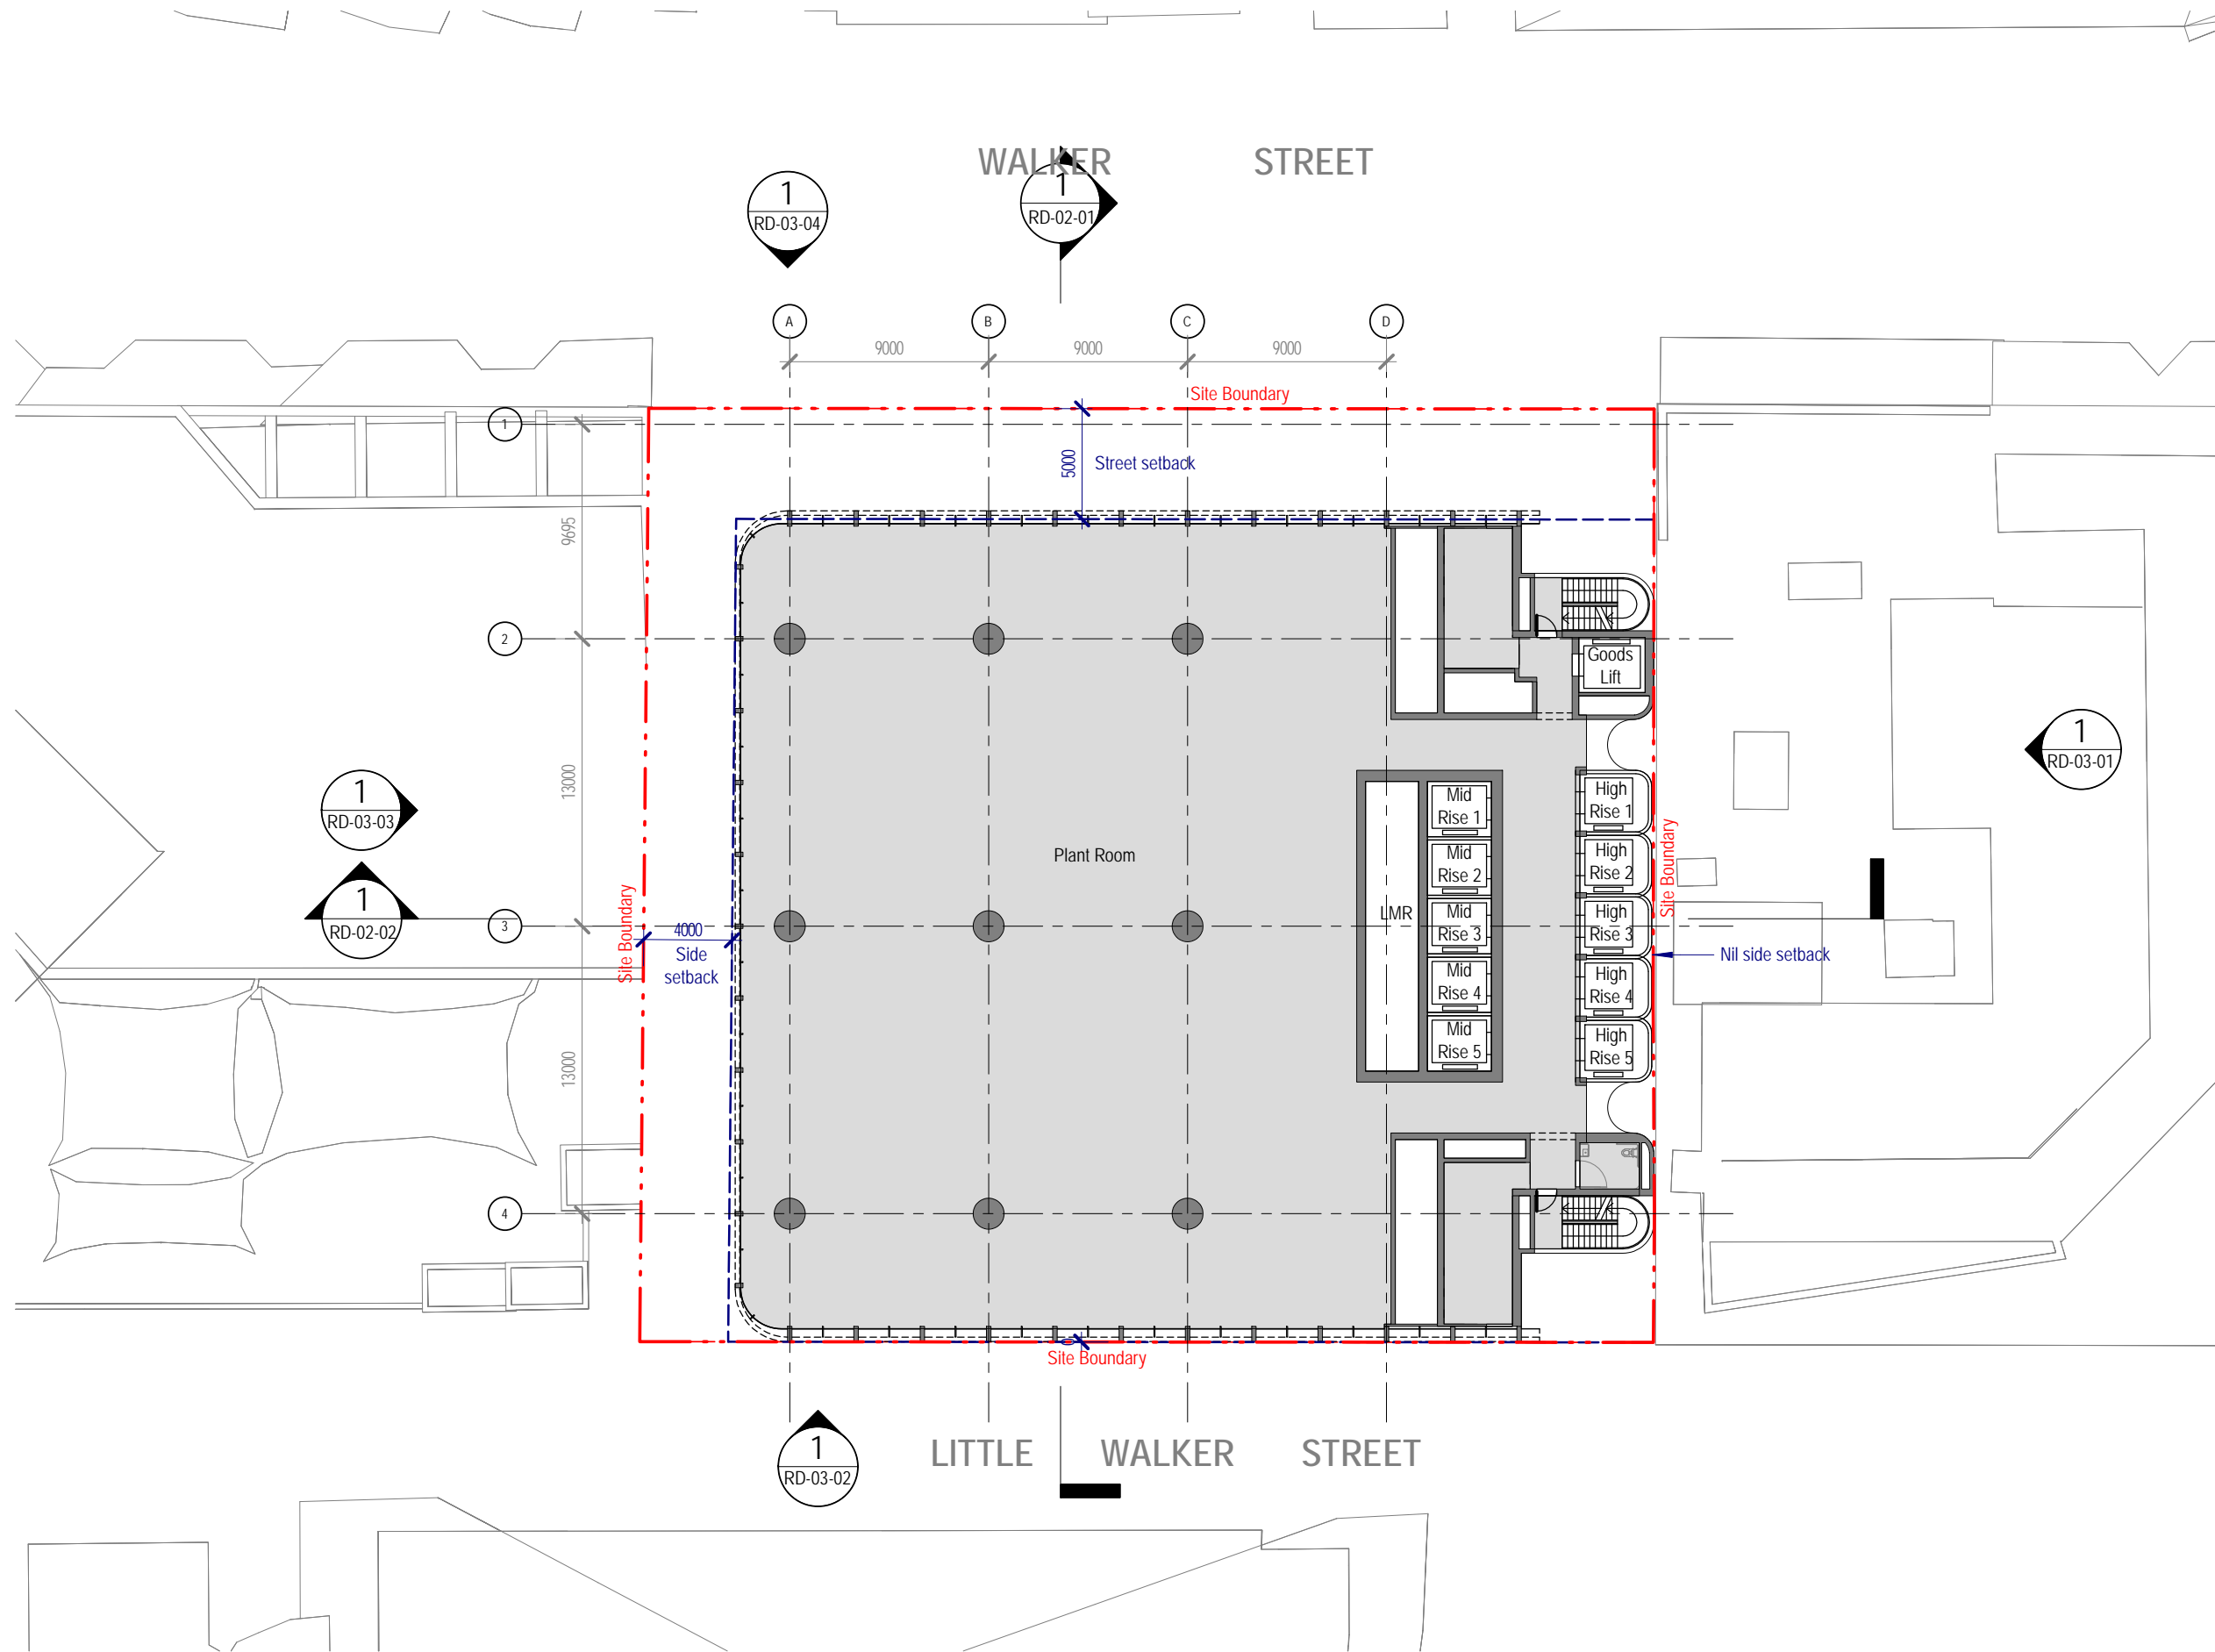 WALKER STREET
1
RD-03-04
1
RD-02-01
A
B
C
D
9000
9000
9000
Site Boundary
1
5000
Street setback
9695
2
Goods
Lift
1
RD-03-01
13000
1
RD-03-03
Mid
Rise 1
High
Rise 1
Plant Room
Mid
Rise 2
High
Rise 2
Site Boundary
1
RD-02-02
3
Site Boundary
4000
Side
setback
LMR
Mid
Rise 3
High
Rise 3
Nil side setback
Mid
Rise 4
High
Rise 4
13000
Mid
Rise 5
High
Rise 5
4
0
Site Boundary
1
RD-03-02
LITTLE WALKER STREET